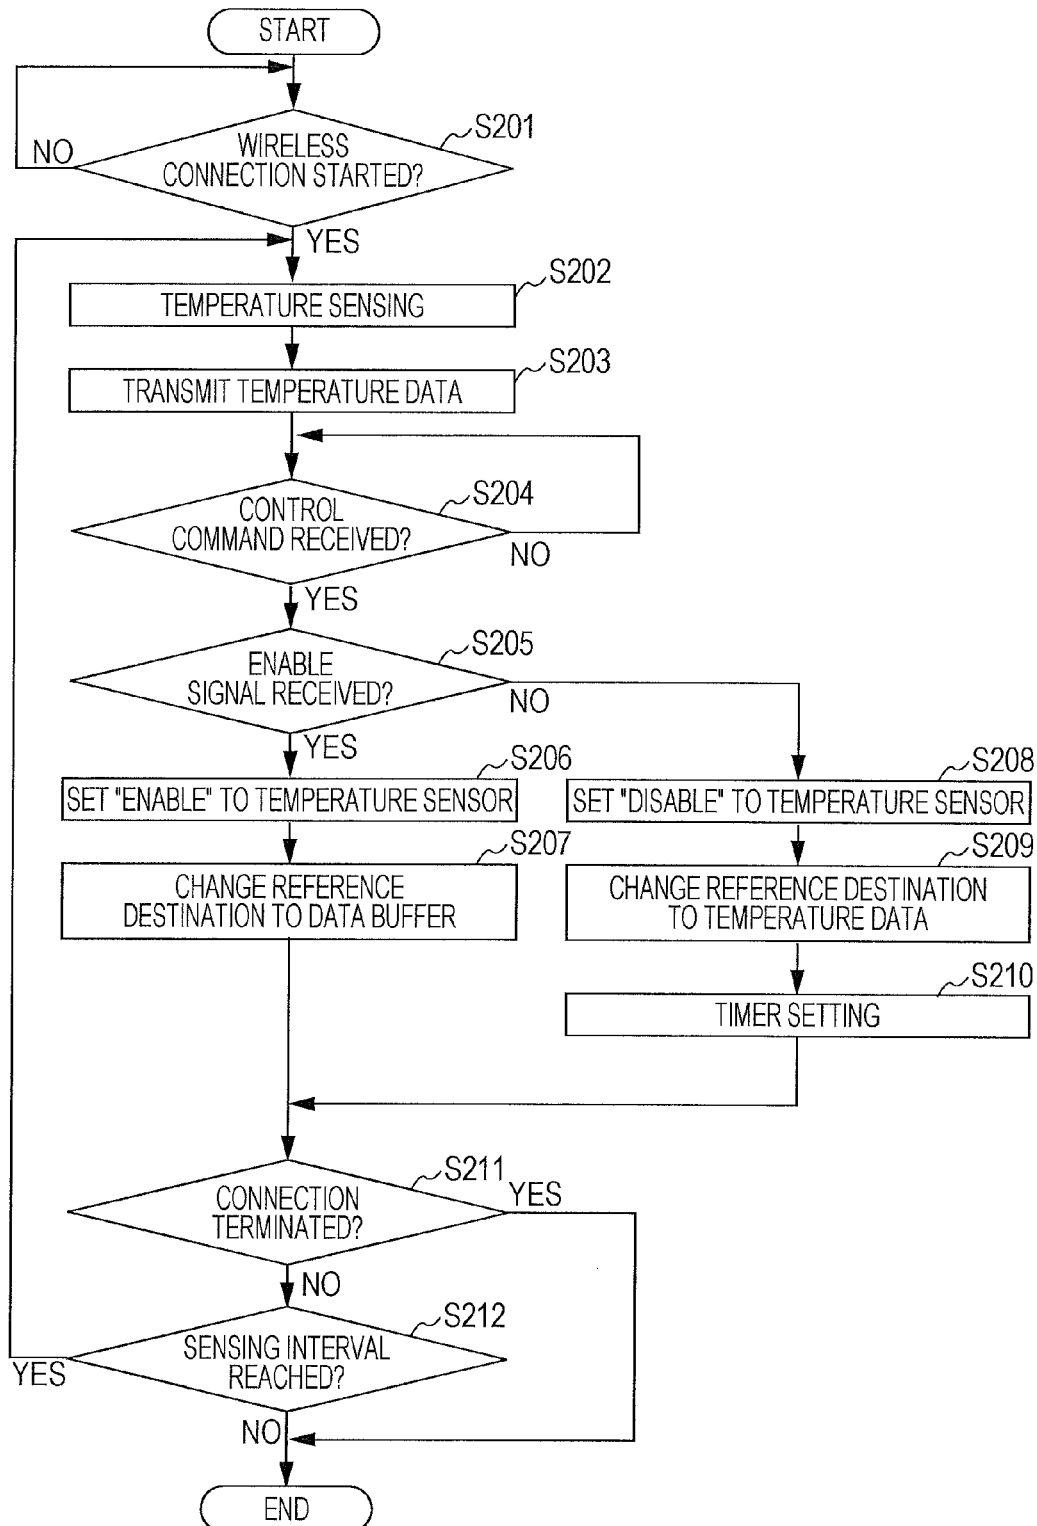 START
S201
WIRELESS
CONNECTION STARTED?
NO
YES
S202
TEMPERATURE SENSING
S203
TRANSMIT TEMPERATURE DATA
S204
CONTROL
COMMAND RECEIVED?
NO
YES
S205
ENABLE
SIGNAL RECEIVED?
NO
YES
S206
SET "ENABLE" TO TEMPERATURE SENSOR
S208
SET "DISABLE" TO TEMPERATURE SENSOR
S207
CHANGE REFERENCE
DESTINATION TO DATA BUFFER
S209
CHANGE REFERENCE DESTINATION
TO TEMPERATURE DATA
S210
TIMER SETTING
S211
CONNECTION
TERMINATED?
YES
NO
S212
SENSING INTERVAL
REACHED?
YES
NO
END